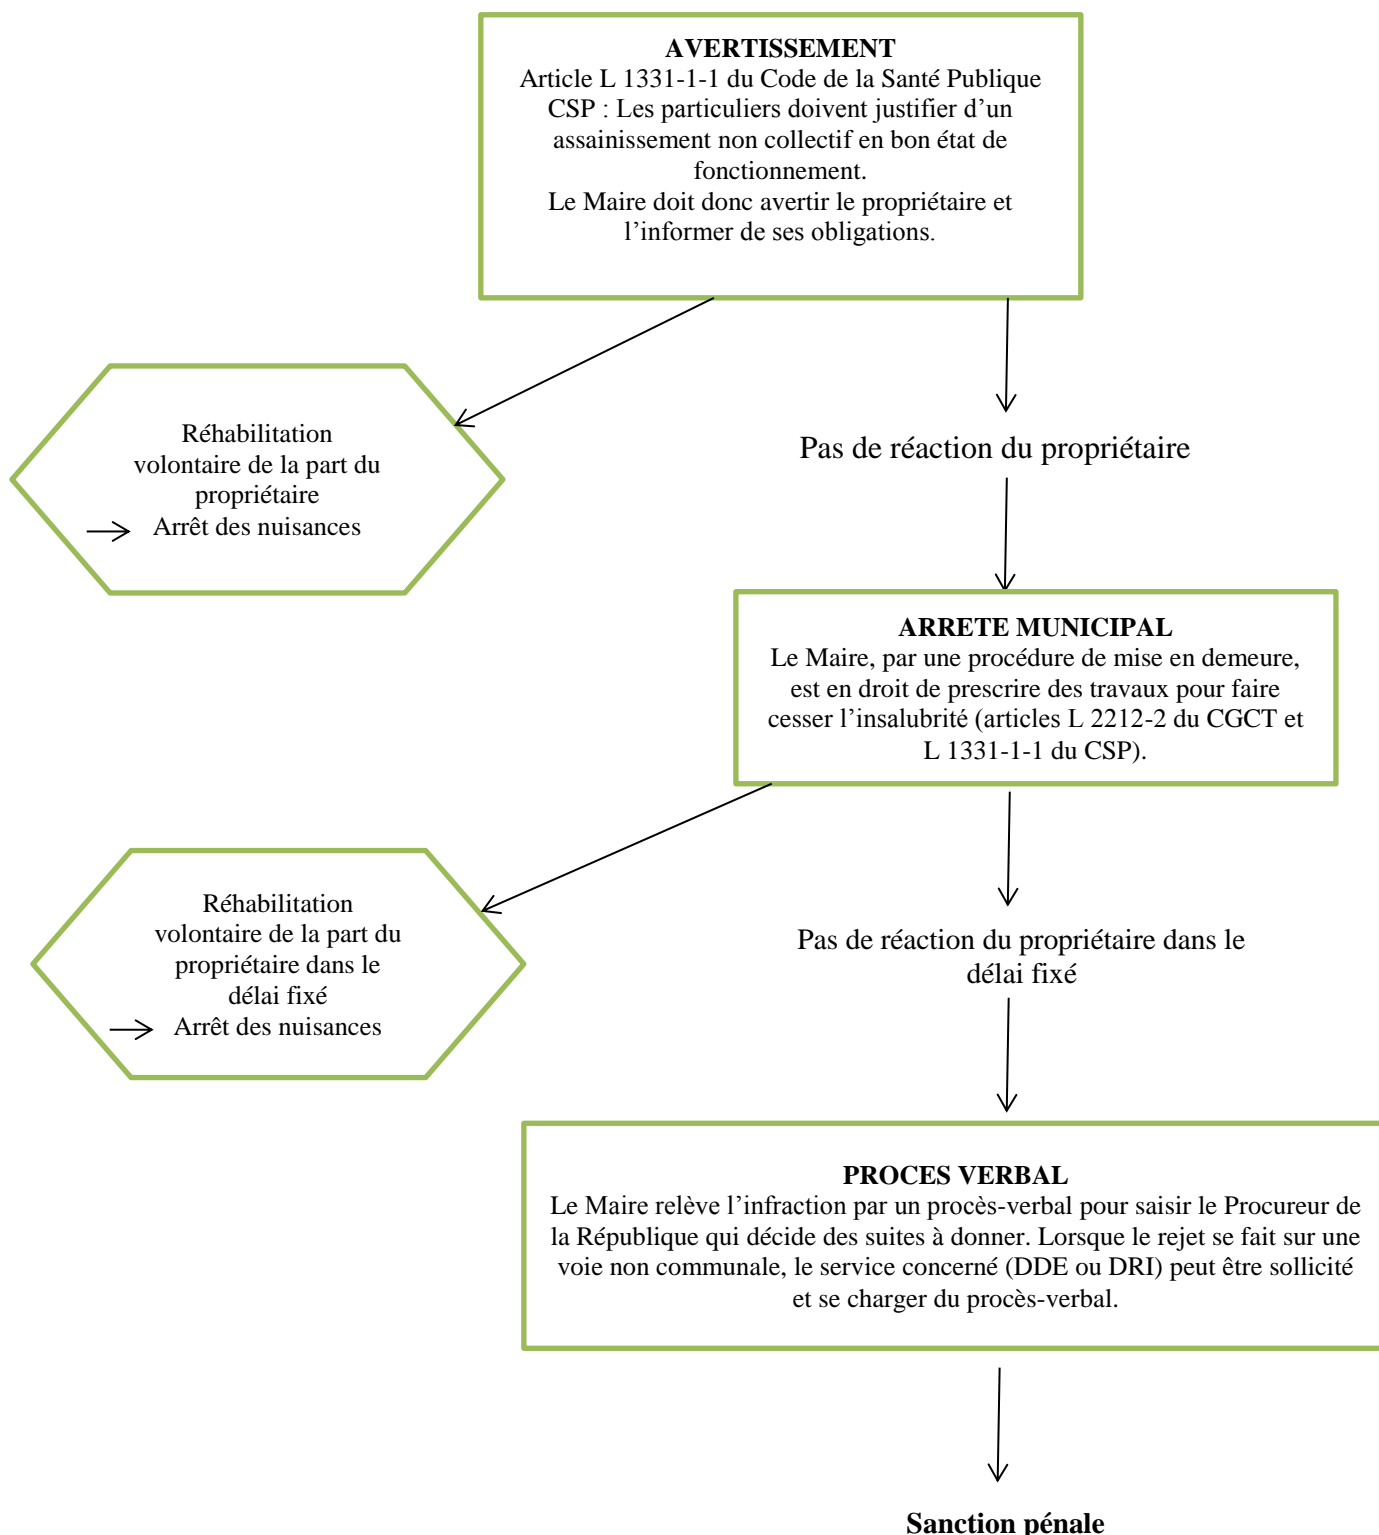 AVERTISSEMENT
Article L 1331-1-1 du Code de la Santé Publique
CSP : Les particuliers doivent justifier d’un
assainissement non collectif en bon état de
fonctionnement.
Le Maire doit donc avertir le propriétaire et
l’informer de ses obligations.
Réhabilitation
volontaire de la part du
propriétaire
Arrêt des nuisances
Pas de réaction du propriétaire
ARRETE MUNICIPAL
Le Maire, par une procédure de mise en demeure,
est en droit de prescrire des travaux pour faire
cesser l’insalubrité (articles L 2212-2 du CGCT et
L 1331-1-1 du CSP).
Réhabilitation
volontaire de la part du
propriétaire dans le
délai fixé
Arrêt des nuisances
Pas de réaction du propriétaire dans le
délai fixé
PROCES VERBAL
Le Maire relève l’infraction par un procès-verbal pour saisir le Procureur de
la République qui décide des suites à donner. Lorsque le rejet se fait sur une
voie non communale, le service concerné (DDE ou DRI) peut être sollicité
et se charger du procès-verbal.
Sanction pénale